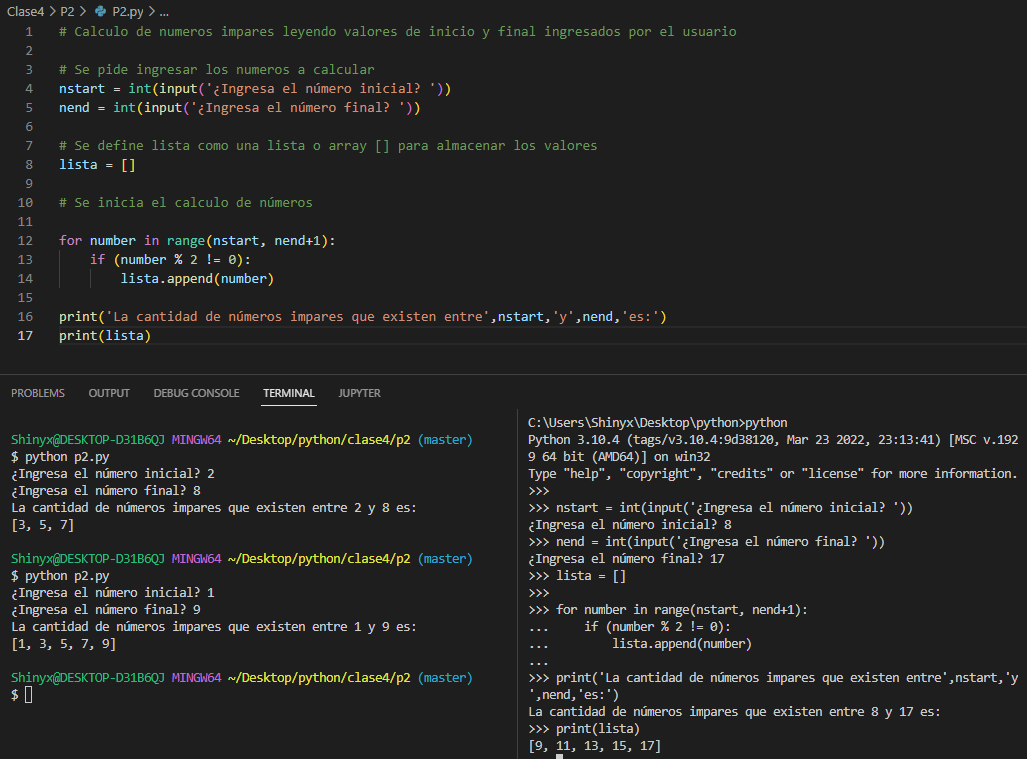 Clase4 > P2 > P2.py > ...
1 # Calculo de numeros impares leyendo valores de inicio y final ingresados por el usuario
2
3 # Se pide ingresar los numeros a calcular
4 nstart = int(input('¿Ingresa el número inicial? '))
5 nend = int(input('¿Ingresa el número final? '))
6
7 # Se define lista como una lista o array [] para almacenar los valores
8 lista = []
9
10 # Se inicia el calculo de números
11
12 for number in range(nstart, nend+1):
13     if (number % 2 != 0):
14         lista.append(number)
15
16 print('La cantidad de números impares que existen entre',nstart,'y',nend,'es:')
17 print(lista)
PROBLEMS OUTPUT DEBUG CONSOLE TERMINAL JUPYTER
Shinyx@DESKTOP-D31B6QJ MINGW64 ~/Desktop/python/clase4/p2 (master)
$ python p2.py
¿Ingresa el número inicial? 2
¿Ingresa el número final? 8
La cantidad de números impares que existen entre 2 y 8 es:
[3, 5, 7]
Shinyx@DESKTOP-D31B6QJ MINGW64 ~/Desktop/python/clase4/p2 (master)
$ python p2.py
¿Ingresa el número inicial? 1
¿Ingresa el número final? 9
La cantidad de números impares que existen entre 1 y 9 es:
[1, 3, 5, 7, 9]
Shinyx@DESKTOP-D31B6QJ MINGW64 ~/Desktop/python/clase4/p2 (master)
$
C:\Users\Shinyx\Desktop\python>python
Python 3.10.4 (tags/v3.10.4:9d38120, Mar 23 2022, 23:13:41) [MSC v.192
9 64 bit (AMD64)] on win32
Type "help", "copyright", "credits" or "license" for more information.
>>>
>>> nstart = int(input('¿Ingresa el número inicial? '))
¿Ingresa el número inicial? 8
>>> nend = int(input('¿Ingresa el número final? '))
¿Ingresa el número final? 17
>>> lista = []
>>>
>>> for number in range(nstart, nend+1):
...     if (number % 2 != 0):
...         lista.append(number)
...
>>> print('La cantidad de números impares que existen entre',nstart,'y
',nend,'es:')
La cantidad de números impares que existen entre 8 y 17 es:
>>> print(lista)
[9, 11, 13, 15, 17]